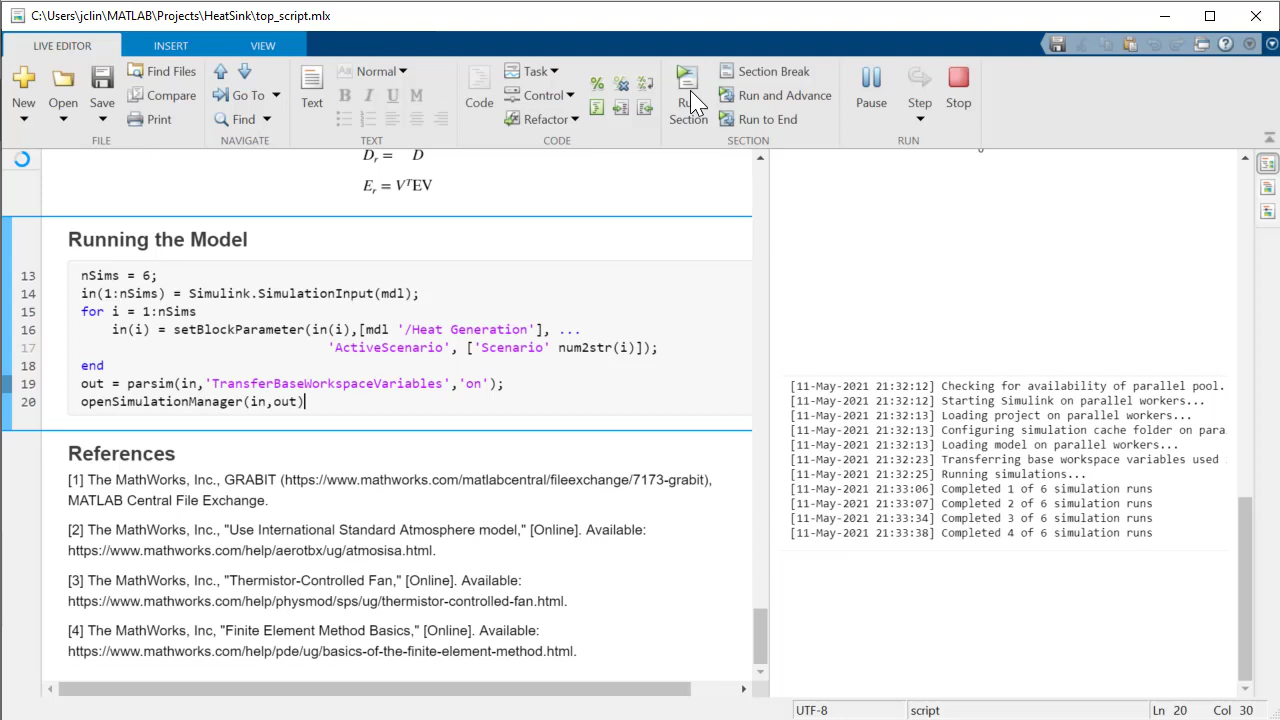 C:\Users\jclin\MATLAB\Projects\HeatSink\top_script.mlx
LIVE EDITOR INSERT VIEW
New Open Save Find Files Compare Print
FILE
Go To Find
NAVIGATE
Text Normal
B I U M
TEXT
Code Task Control Refactor
CODE
Section
Section Break
Run and Advance
Run to End
SECTION
Pause Step Stop
RUN
Dr = D
Er = VᵀEV
Running the Model
13 nSims = 6;
14 in(1:nSims) = Simulink.SimulationInput(mdl);
15 for i = 1:nSims
16 in(i) = setBlockParameter(in(i),[mdl '/Heat Generation'], ...
17 'ActiveScenario', ['Scenario' num2str(i)]);
18 end
19 out = parsim(in,'TransferBaseWorkspaceVariables','on');
20 openSimulationManager(in,out)
References
[1] The MathWorks, Inc., GRABIT (https://www.mathworks.com/matlabcentral/fileexchange/7173-grabit),
MATLAB Central File Exchange.
[2] The MathWorks, Inc., "Use International Standard Atmosphere model," [Online]. Available:
https://www.mathworks.com/help/aerotbx/ug/atmosisa.html.
[3] The MathWorks, Inc., "Thermistor-Controlled Fan," [Online]. Available:
https://www.mathworks.com/help/physmod/sps/ug/thermistor-controlled-fan.html.
[4] The MathWorks, Inc, "Finite Element Method Basics," [Online]. Available:
https://www.mathworks.com/help/pde/ug/basics-of-the-finite-element-method.html.
[11-May-2021 21:32:12] Checking for availability of parallel pool.
[11-May-2021 21:32:12] Starting Simulink on parallel workers...
[11-May-2021 21:32:13] Loading project on parallel workers...
[11-May-2021 21:32:13] Configuring simulation cache folder on para
[11-May-2021 21:32:13] Loading model on parallel workers...
[11-May-2021 21:32:23] Transferring base workspace variables used
[11-May-2021 21:32:25] Running simulations...
[11-May-2021 21:33:06] Completed 1 of 6 simulation runs
[11-May-2021 21:33:07] Completed 2 of 6 simulation runs
[11-May-2021 21:33:34] Completed 3 of 6 simulation runs
[11-May-2021 21:33:38] Completed 4 of 6 simulation runs
UTF-8 script Ln 20 Col 30